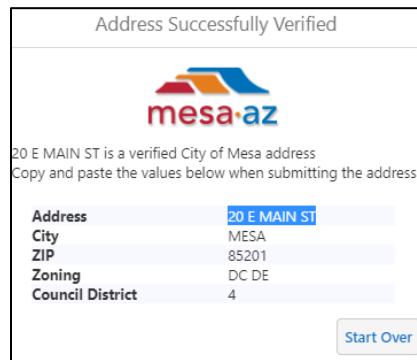 Address Successfully Verified
mesa·az
20 E MAIN ST is a verified City of Mesa address
Copy and paste the values below when submitting the address
Address 20 E MAIN ST
City MESA
ZIP 85201
Zoning DC DE
Council District 4
Start Over